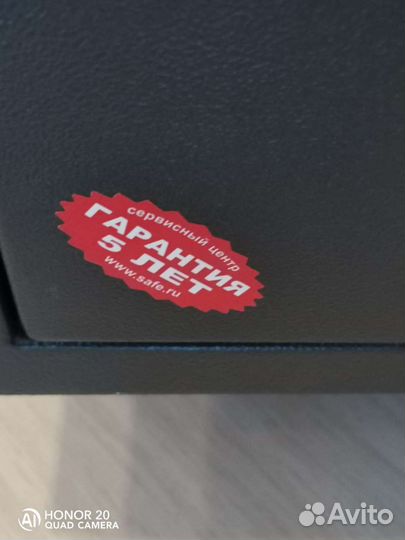 сервисный центр
ГАРАНТИЯ
5 ЛЕТ
www.safe.ru
HONOR 20
QUAD CAMERA
Avito